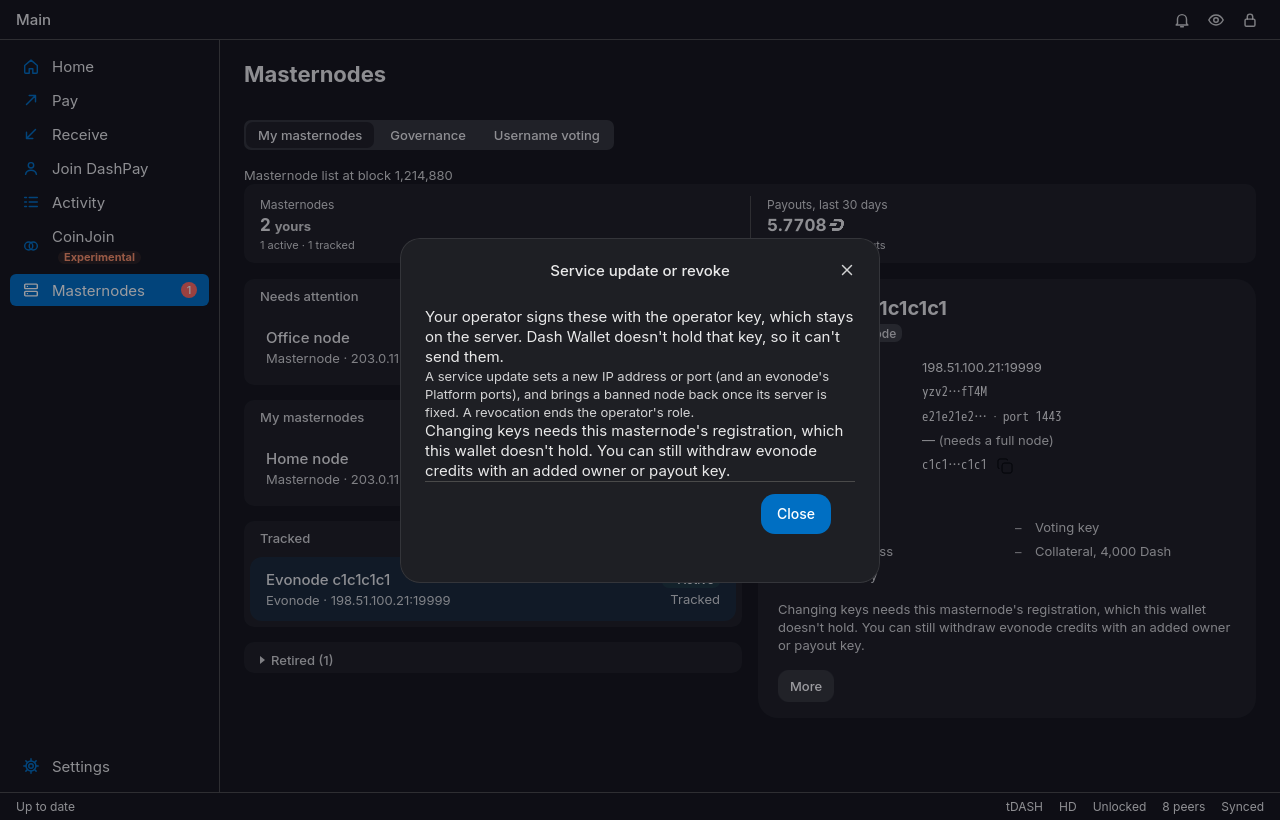 Main
Home
Pay
Receive
Join DashPay
Activity
CoinJoin
Experimental
Masternodes
1
Settings
Masternodes
My masternodes
Governance
Username voting
Masternode list at block 1,214,880
Masternodes
2 yours
1 active · 1 tracked
Payouts, last 30 days
5.7708
Needs attention
Office node
Masternode · 203.0.11
My masternodes
Home node
Masternode · 203.0.11
Tracked
Evonode c1c1c1c1
Evonode · 198.51.100.21:19999
Tracked
Retired (1)
Service update or revoke
Your operator signs these with the operator key, which stays
on the server. Dash Wallet doesn't hold that key, so it can't
send them.
A service update sets a new IP address or port (and an evonode's
Platform ports), and brings a banned node back once its server is
fixed. A revocation ends the operator's role.
Changing keys needs this masternode's registration, which
this wallet doesn't hold. You can still withdraw evonode
credits with an added owner or payout key.
Close
1c1c1c1
198.51.100.21:19999
yzv2⋯fT4M
e21e21e2⋯ · port 1443
— (needs a full node)
c1c1⋯c1c1
– Voting key
– Collateral, 4,000 Dash
Changing keys needs this masternode's registration, which this wallet
doesn't hold. You can still withdraw evonode credits with an added owner
or payout key.
More
Up to date
tDASH
HD
Unlocked
8 peers
Synced